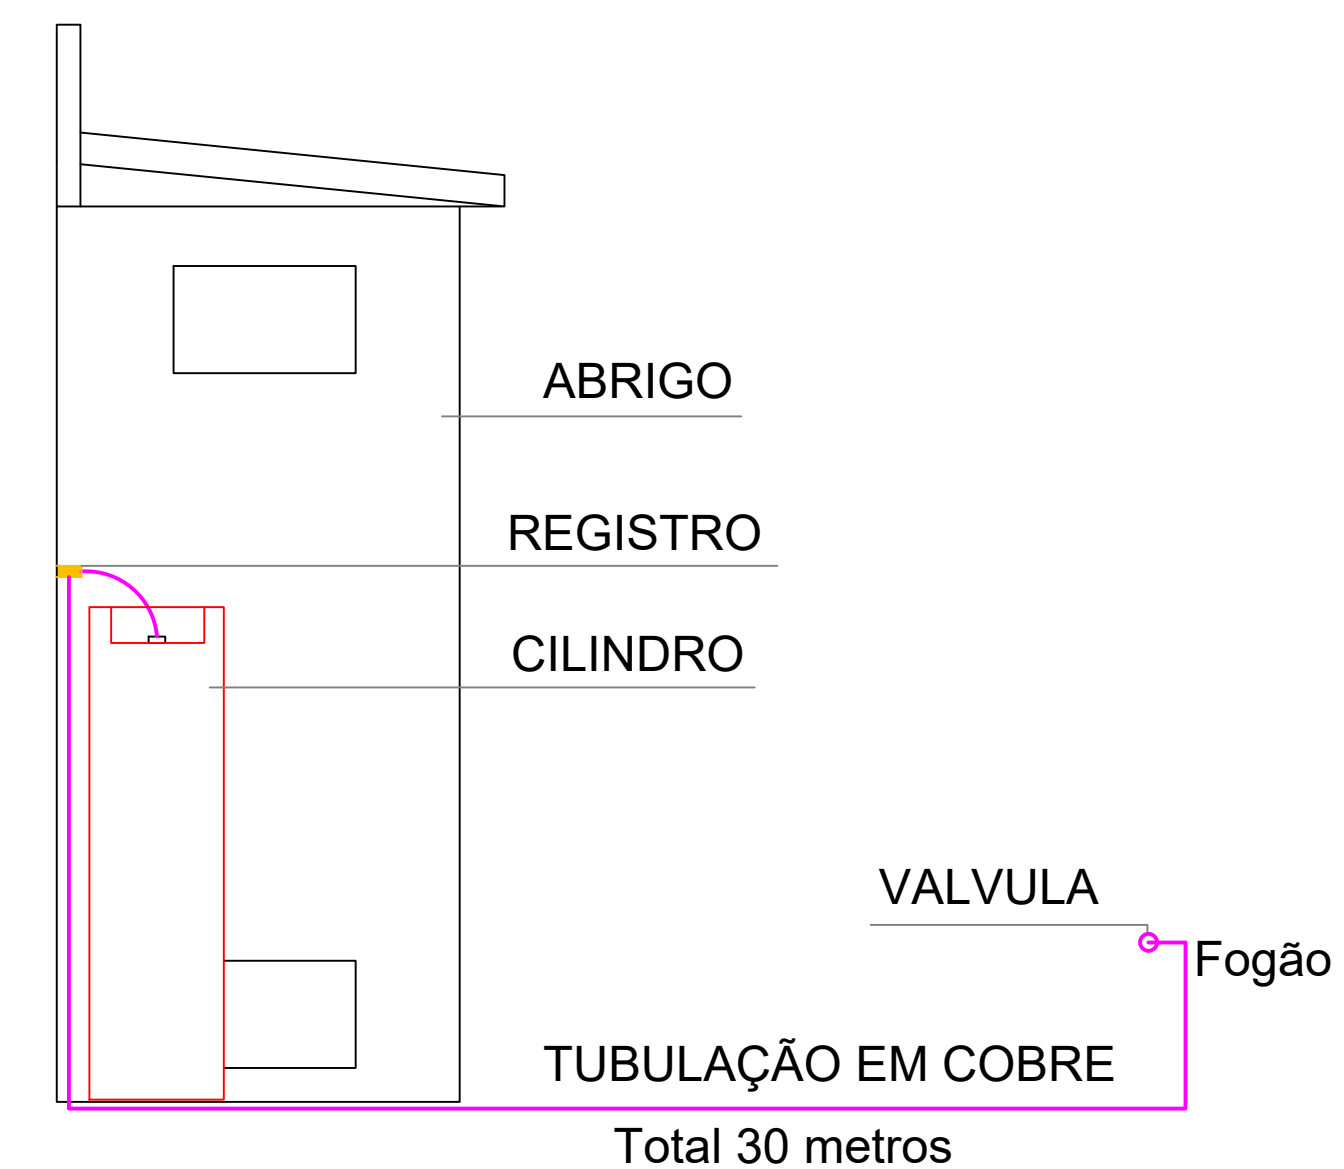 ABRIGO
REGISTRO
CILINDRO
VALVULA
Fogão
TUBULAÇÃO EM COBRE
Total 30 metros